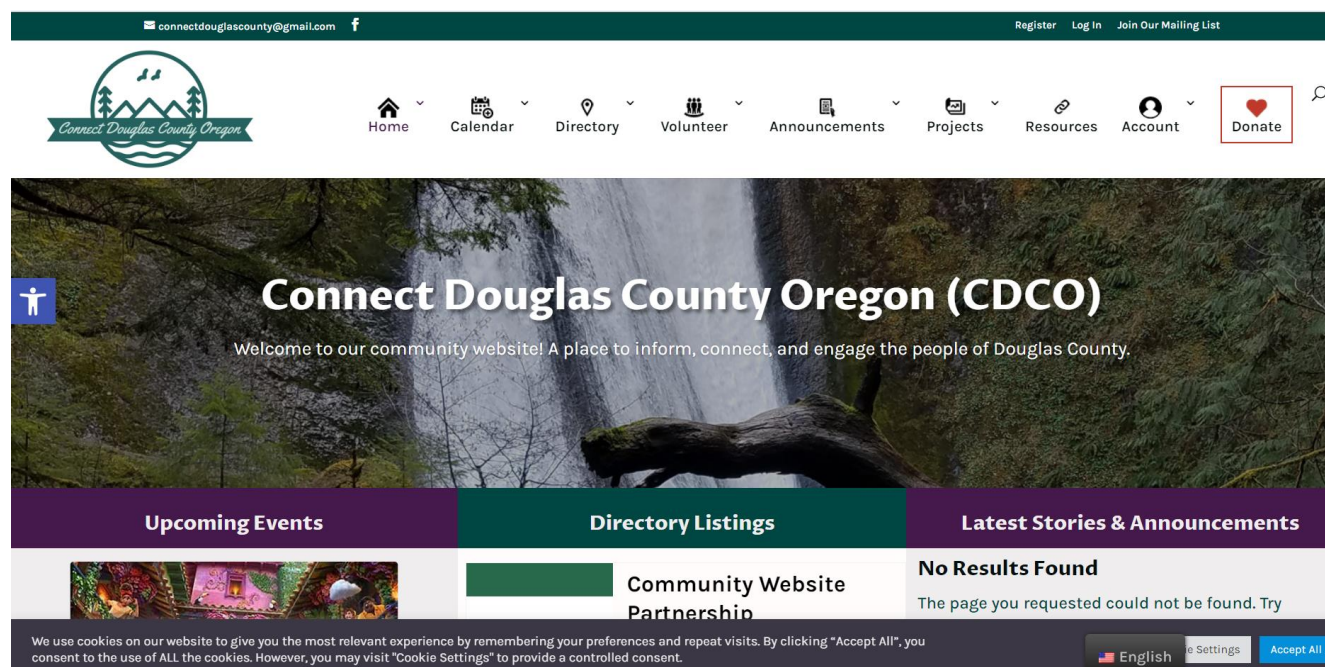 connectdouglascounty@gmail.com
Register Log In Join Our Mailing List
Connect Douglas County Oregon
Home Calendar Directory Volunteer Announcements Projects Resources Account Donate
Connect Douglas County Oregon (CDCO)
Welcome to our community website! A place to inform, connect, and engage the people of Douglas County.
Upcoming Events
Directory Listings
Latest Stories & Announcements
Community Website
Partnership
No Results Found
The page you requested could not be found. Try
We use cookies on our website to give you the most relevant experience by remembering your preferences and repeat visits. By clicking “Accept All”, you
consent to the use of ALL the cookies. However, you may visit "Cookie Settings" to provide a controlled consent.
English
Settings
Accept All